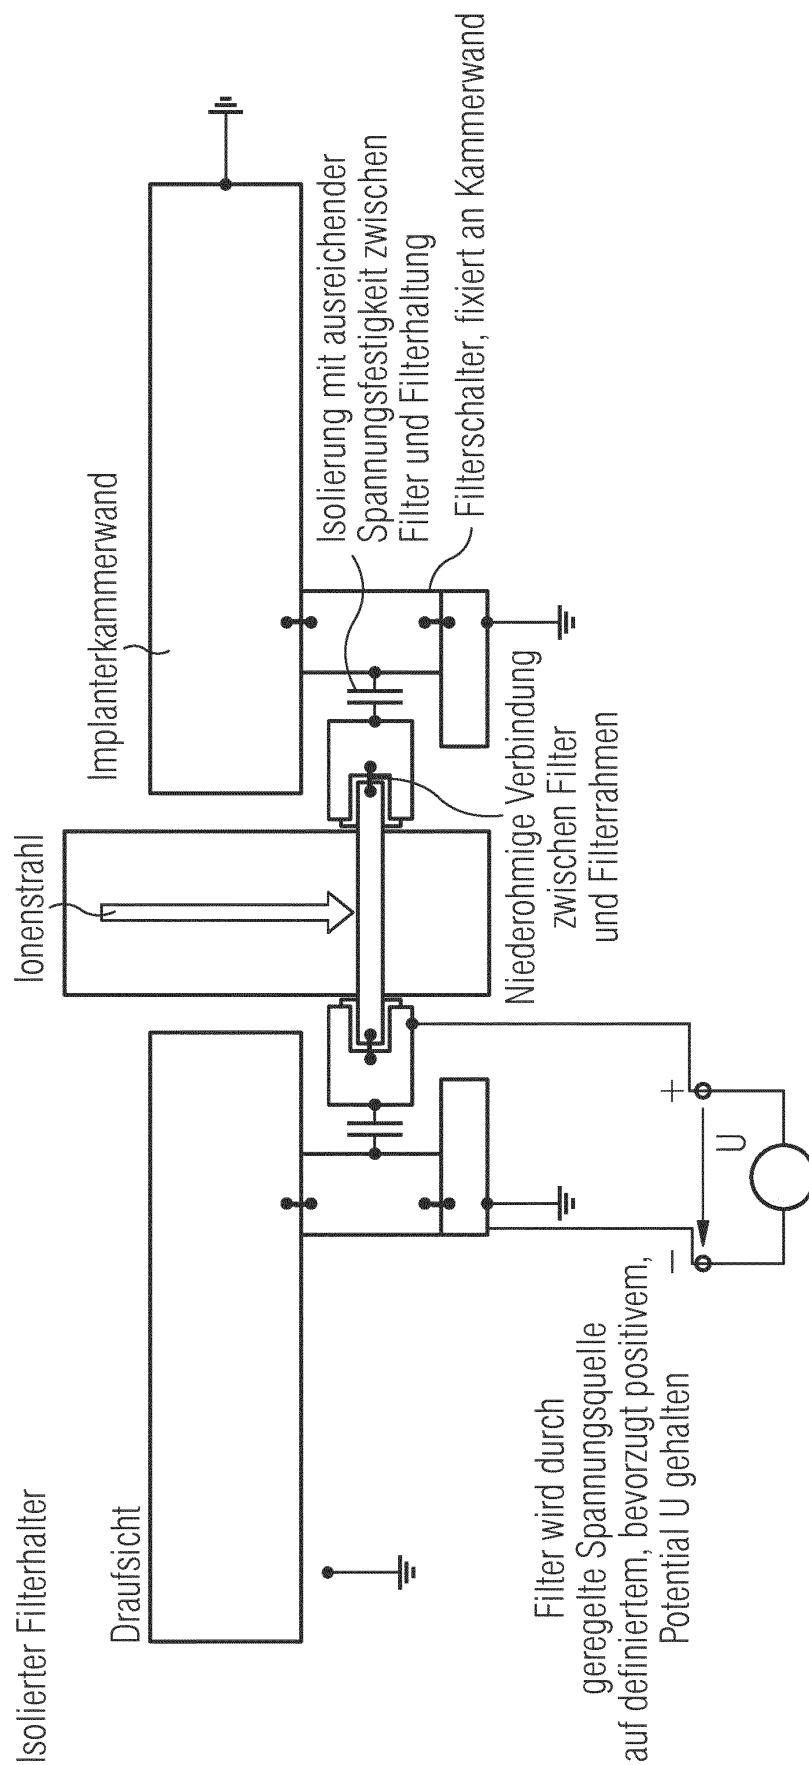 Isolierter Filterhalter
Draufsicht
Ionenstrahl
Implanterkammerwand
Isolierung mit ausreichender
Spannungsfestigkeit zwischen
Filter und Filterhaltung
Filterschalter, fixiert an Kammerwand
Niederohmige Verbindung
zwischen Filter
und Filterrahmen
Filter wird durch
geregelte Spannungsquelle
auf definiertem, bevorzugt positivem,
Potential U gehalten
−
U
+